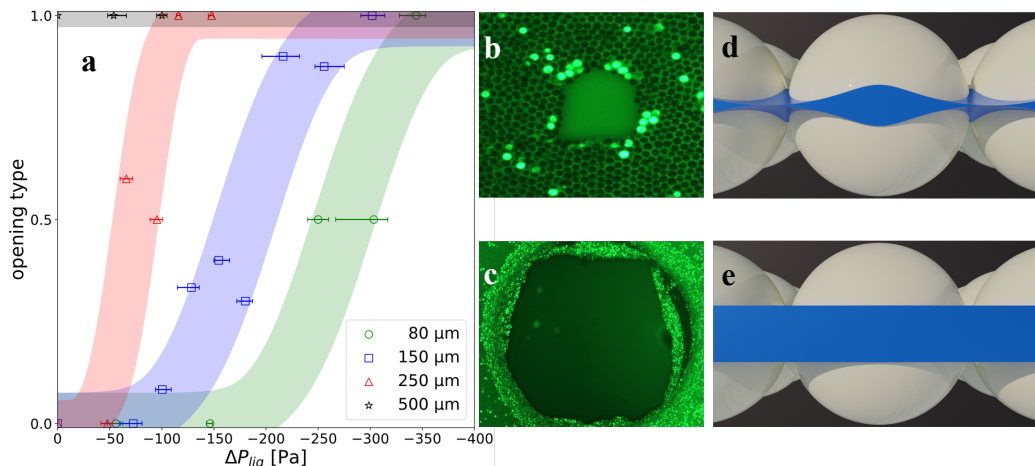 1.0
0.5
0.0
opening type
a
80 μm
150 μm
250 μm
500 μm
0
−50
−100
−150
−200
−250
−300
−350
−400
ΔP_liq [Pa]
b
c
d
e